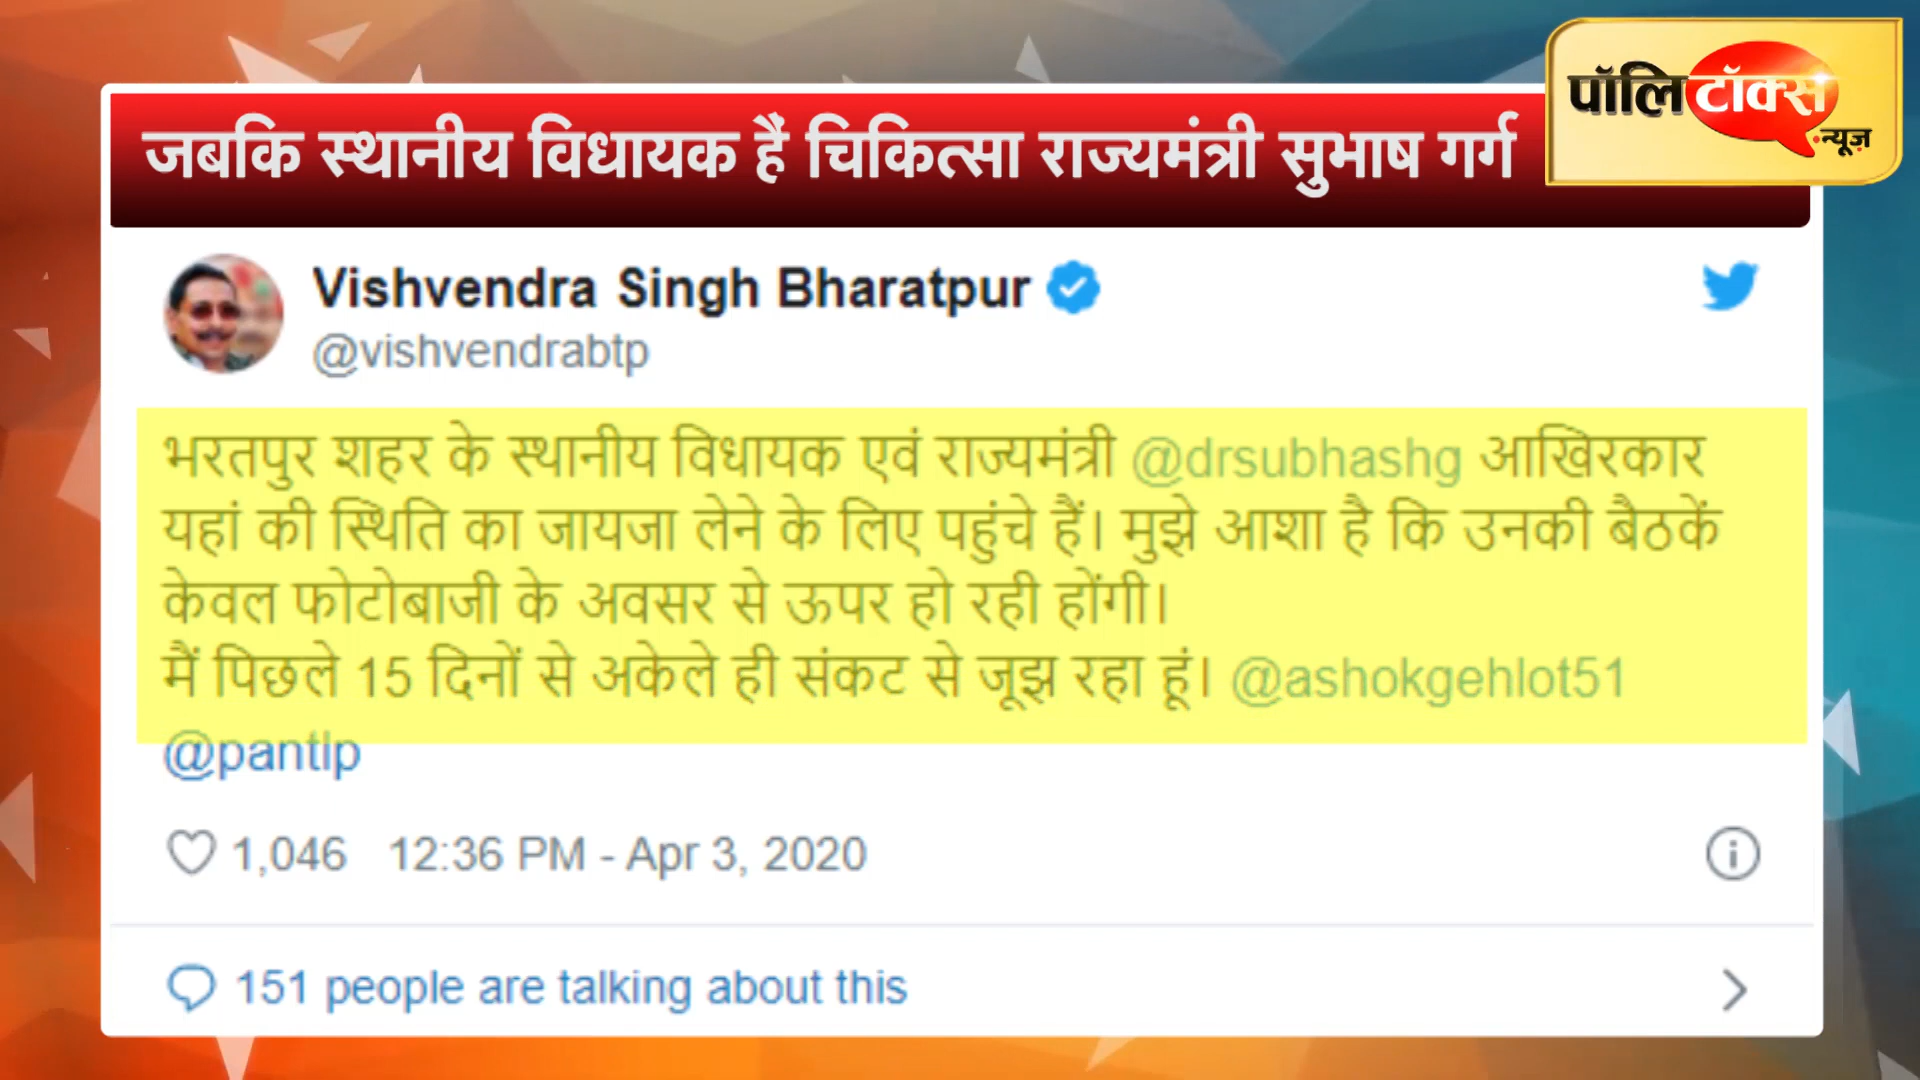 जबकि स्थानीय विधायक हैं चिकित्सा राज्यमंत्री सुभाष गर्ग
पॉलिटॉक्स
न्यूज़
Vishvendra Singh Bharatpur
@vishvendrabtp
भरतपुर शहर के स्थानीय विधायक एवं राज्यमंत्री @drsubhashg आखिरकार
यहां की स्थिति का जायजा लेने के लिए पहुंचे हैं। मुझे आशा है कि उनकी बैठकें
केवल फोटोबाजी के अवसर से ऊपर हो रही होंगी।
मैं पिछले 15 दिनों से अकेले ही संकट से जूझ रहा हूं। @ashokgehlot51
@pantlp
1,046 12:36 PM - Apr 3, 2020
151 people are talking about this